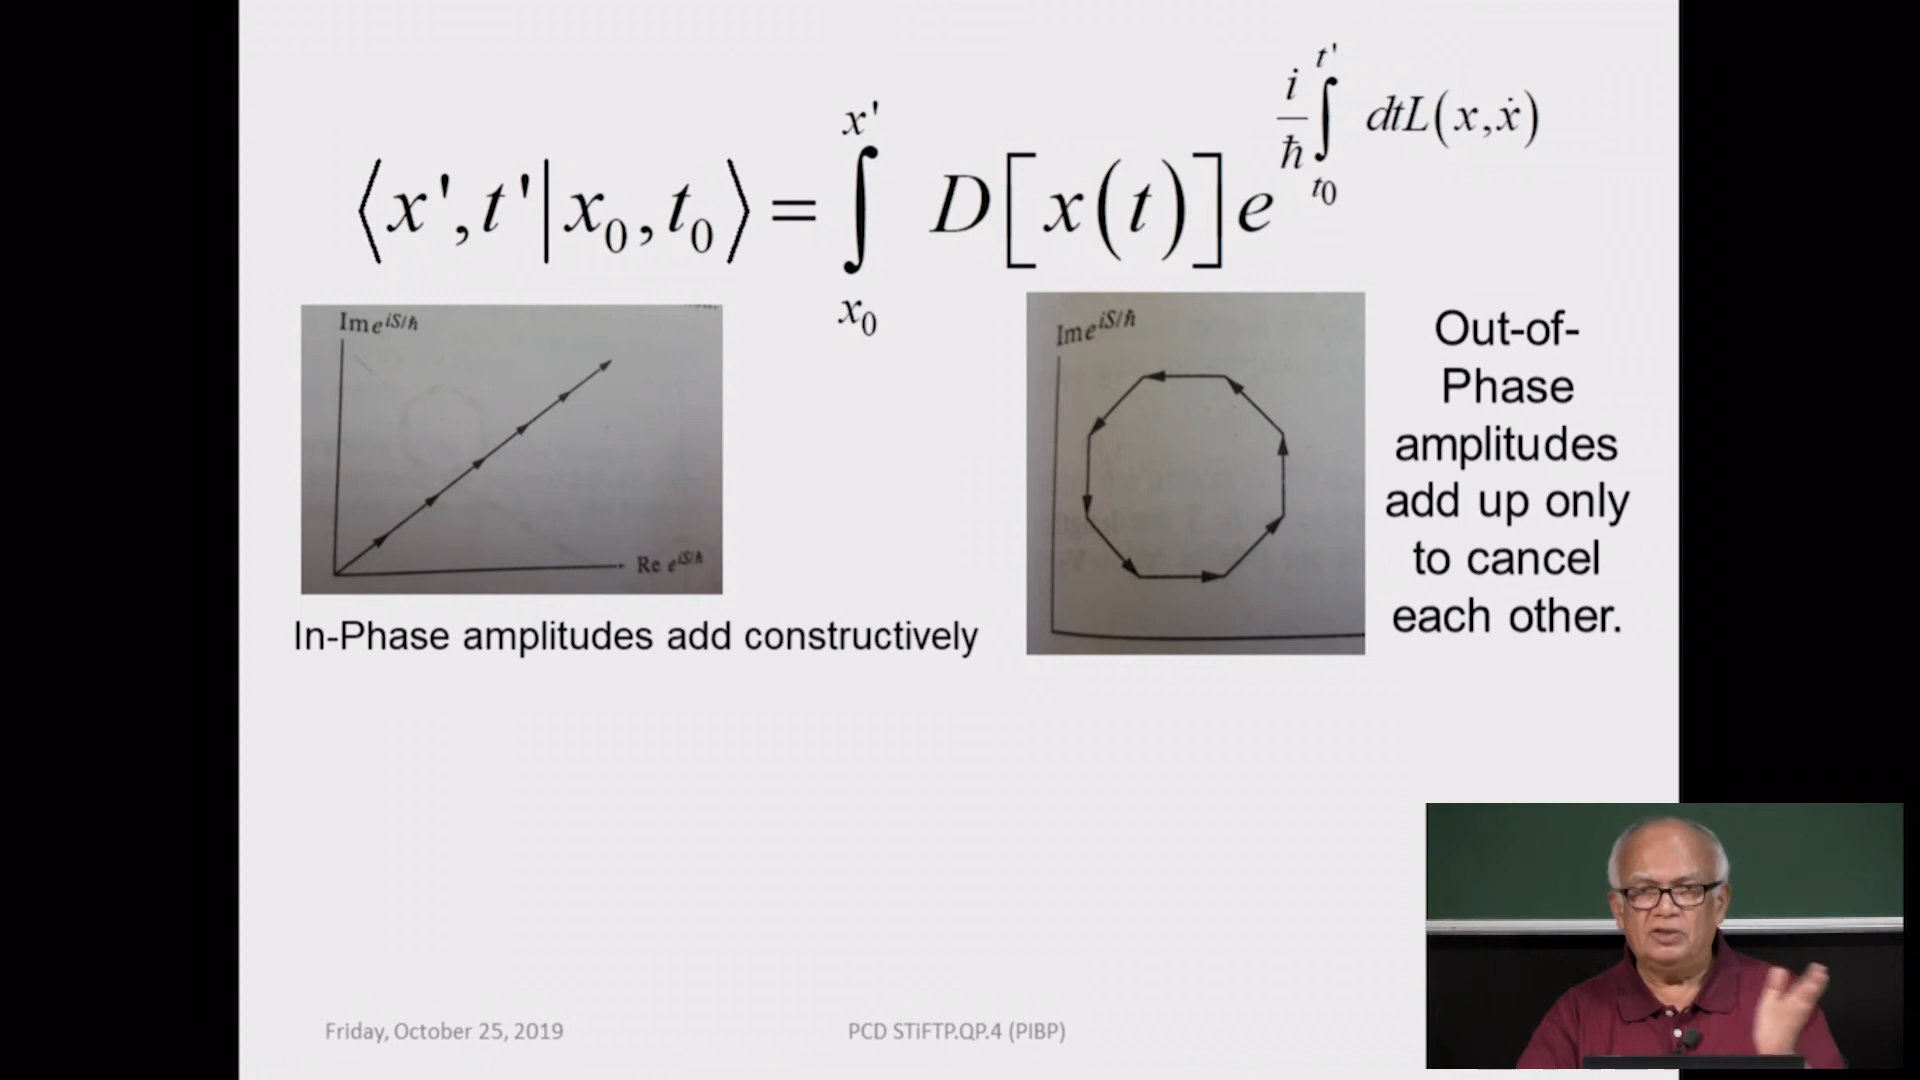 ⟨x',t'|x₀,t₀⟩ = ∫_{x₀}^{x'} D[x(t)] e^{\frac{i}{ħ} ∫_{t₀}^{t'} dtL(x,ẋ)}
Im e^{iS/ħ}
Re e^{iS/ħ}
In-Phase amplitudes add constructively
Im e^{iS/ħ}
Out-of-
Phase
amplitudes
add up only
to cancel
each other.
Friday, October 25, 2019
PCD STiFTP.QP.4 (PIBP)